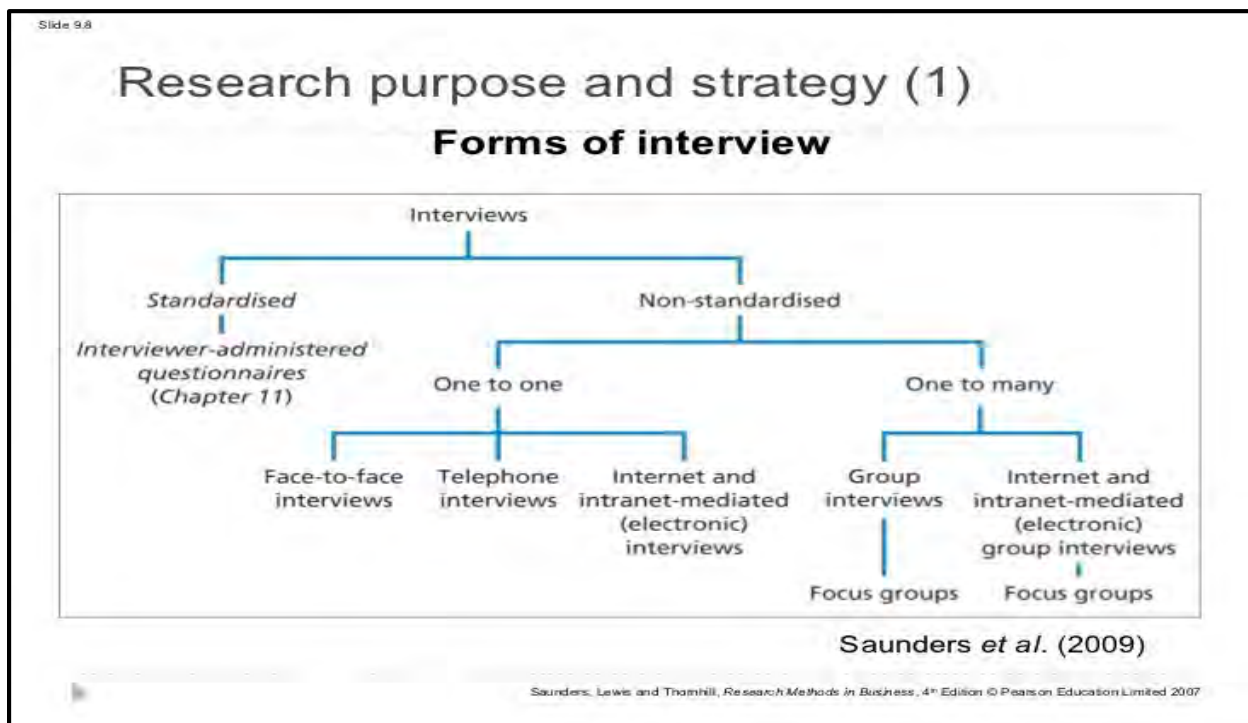 Slide 9.8
Research purpose and strategy (1)
Forms of interview
Interviews
Standardised
Non-standardised
Interviewer-administered
questionnaires
(Chapter 11)
One to one
One to many
Face-to-face
interviews
Telephone
interviews
Internet and
intranet-mediated
(electronic)
interviews
Group
interviews
Internet and
intranet-mediated
(electronic)
group interviews
Focus groups
Focus groups
Saunders et al. (2009)
Saunders, Lewis and Thornhill, Research Methods in Business, 4th Edition © Pearson Education Limited 2007